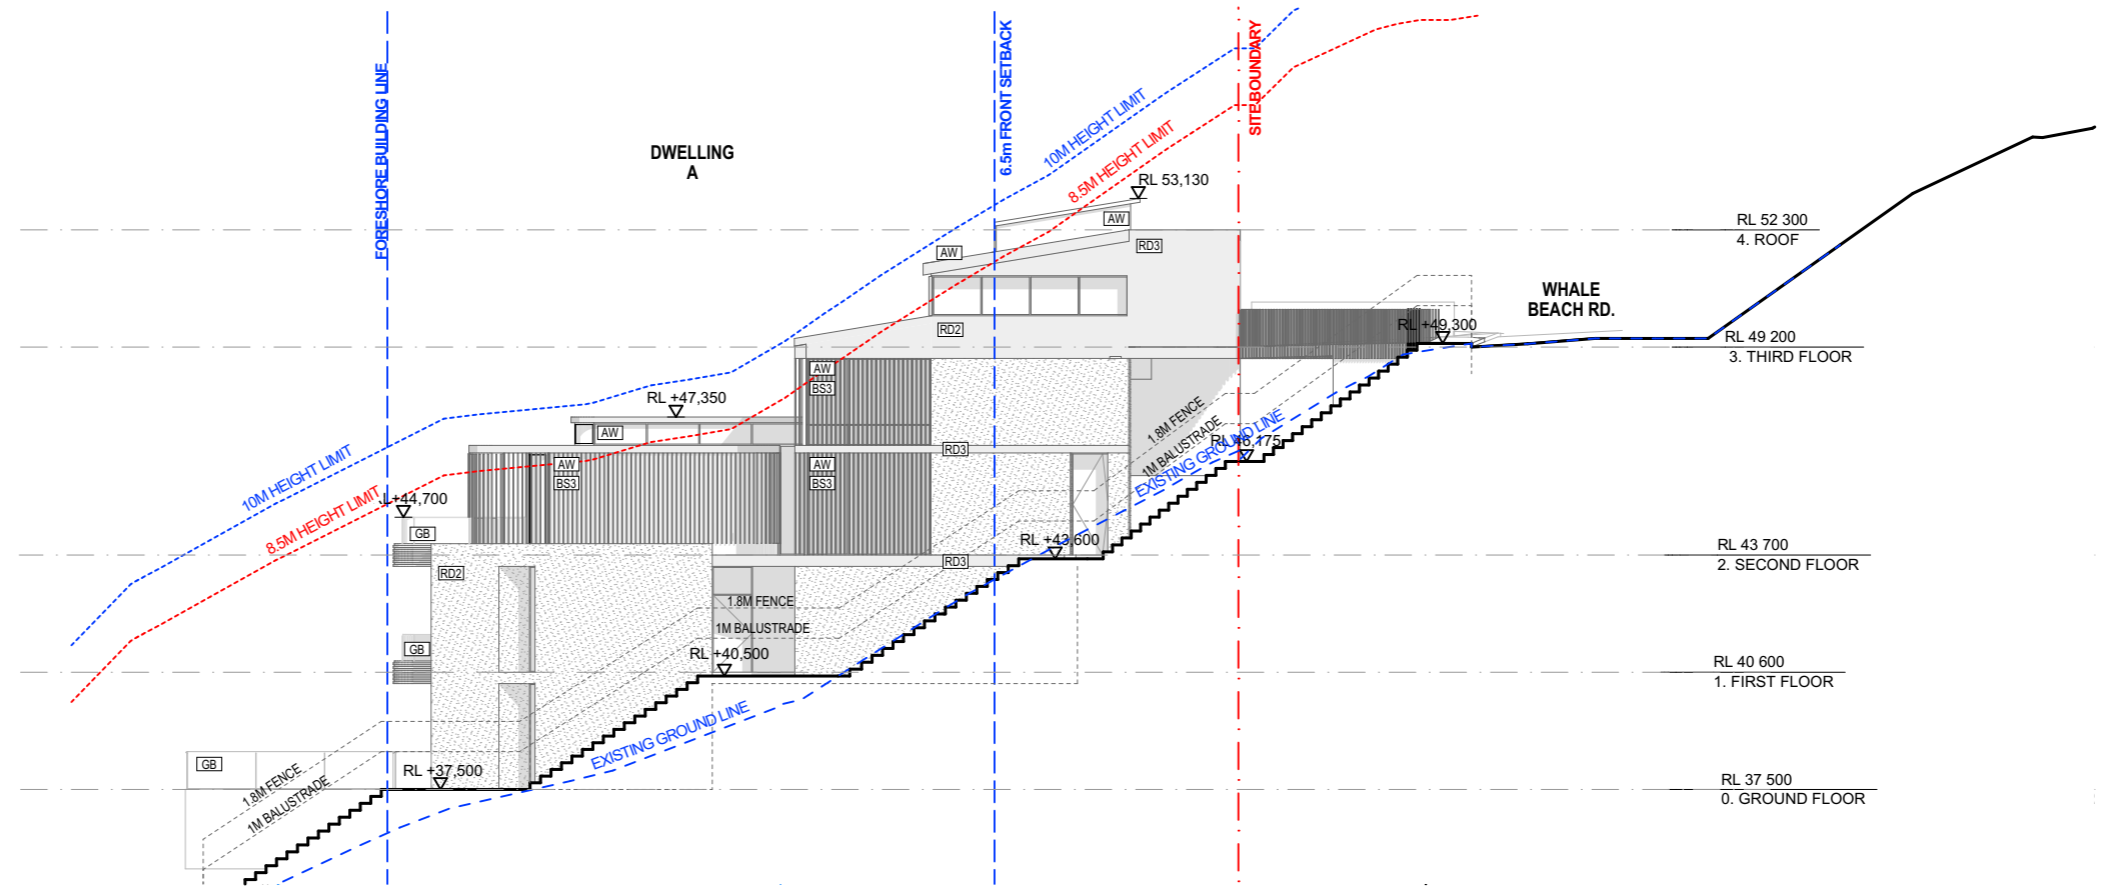 FORESHORE BUILDING LINE
6.5m FRONT SETBACK
SITE BOUNDARY
DWELLING
A
10M HEIGHT LIMIT
8.5M HEIGHT LIMIT
RL 53,130
AW
RD3
AW
RL 52 300
4. ROOF
WHALE
BEACH RD.
RD2
RL +49,300
RL 49 200
3. THIRD FLOOR
AW
BS3
RL +47,350
AW
1.8M FENCE
1M BALUSTRADE
RL 46,175
EXISTING GROUND LINE
RD3
AW
BS3
AW
BS3
10M HEIGHT LIMIT
8.5M HEIGHT LIMIT
L+44,700
GB
RL +43,600
RL 43 700
2. SECOND FLOOR
RD3
RD2
1.8M FENCE
1M BALUSTRADE
GB
RL +40,500
RL 40 600
1. FIRST FLOOR
EXISTING GROUND LINE
GB
1.8M FENCE
1M BALUSTRADE
RL +37,500
RL 37 500
0. GROUND FLOOR